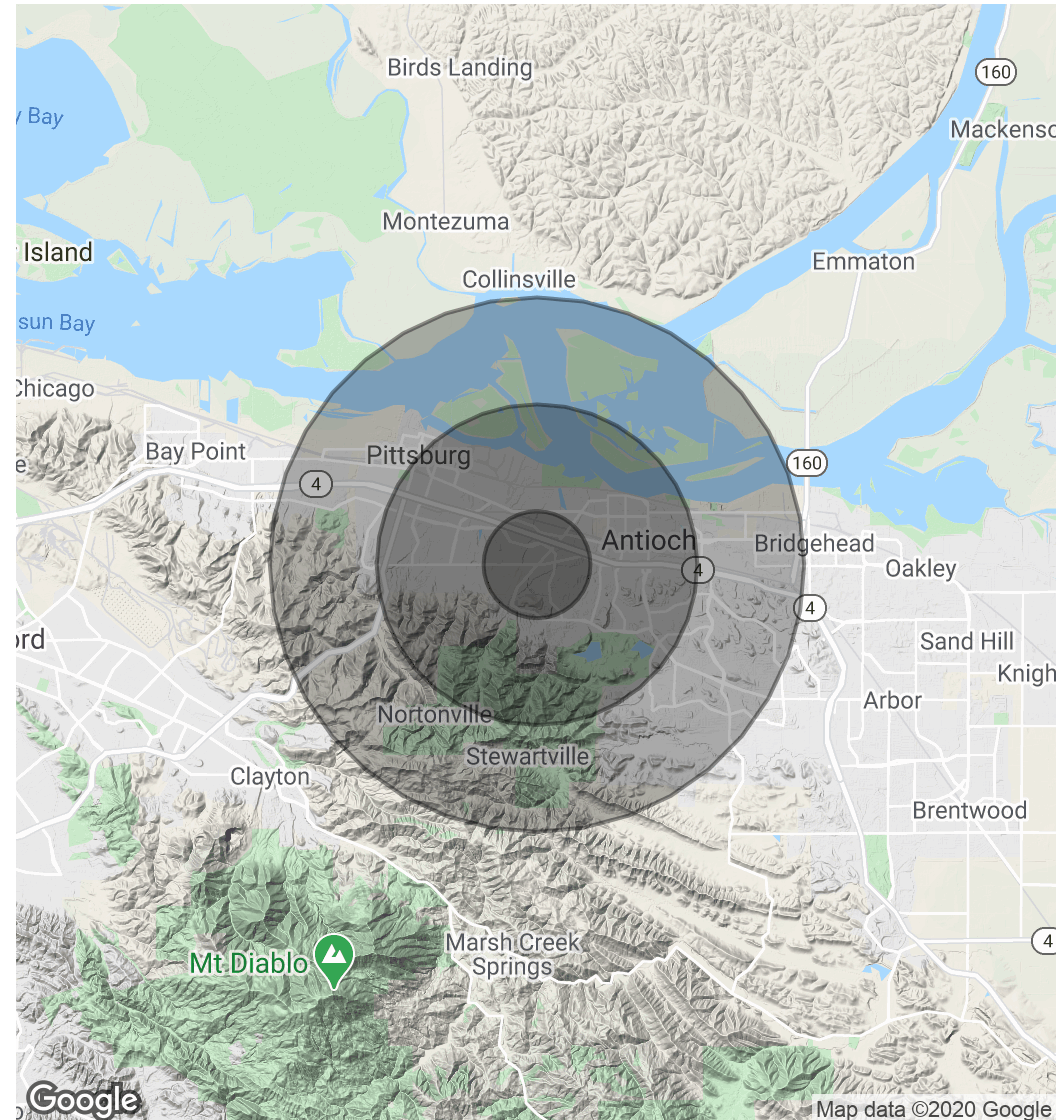 Birds Landing
160
y Bay
Mackenso
Montezuma
Island
Emmaton
Collinsville
sun Bay
Chicago
Bay Point
Pittsburg
160
4
Antioch
Bridgehead
4
Oakley
4
ord
Sand Hill
Knigh
Arbor
Nortonville
Stewartville
Clayton
Brentwood
Marsh Creek
Springs
4
Mt Diablo
Google
Map data ©2020 Google